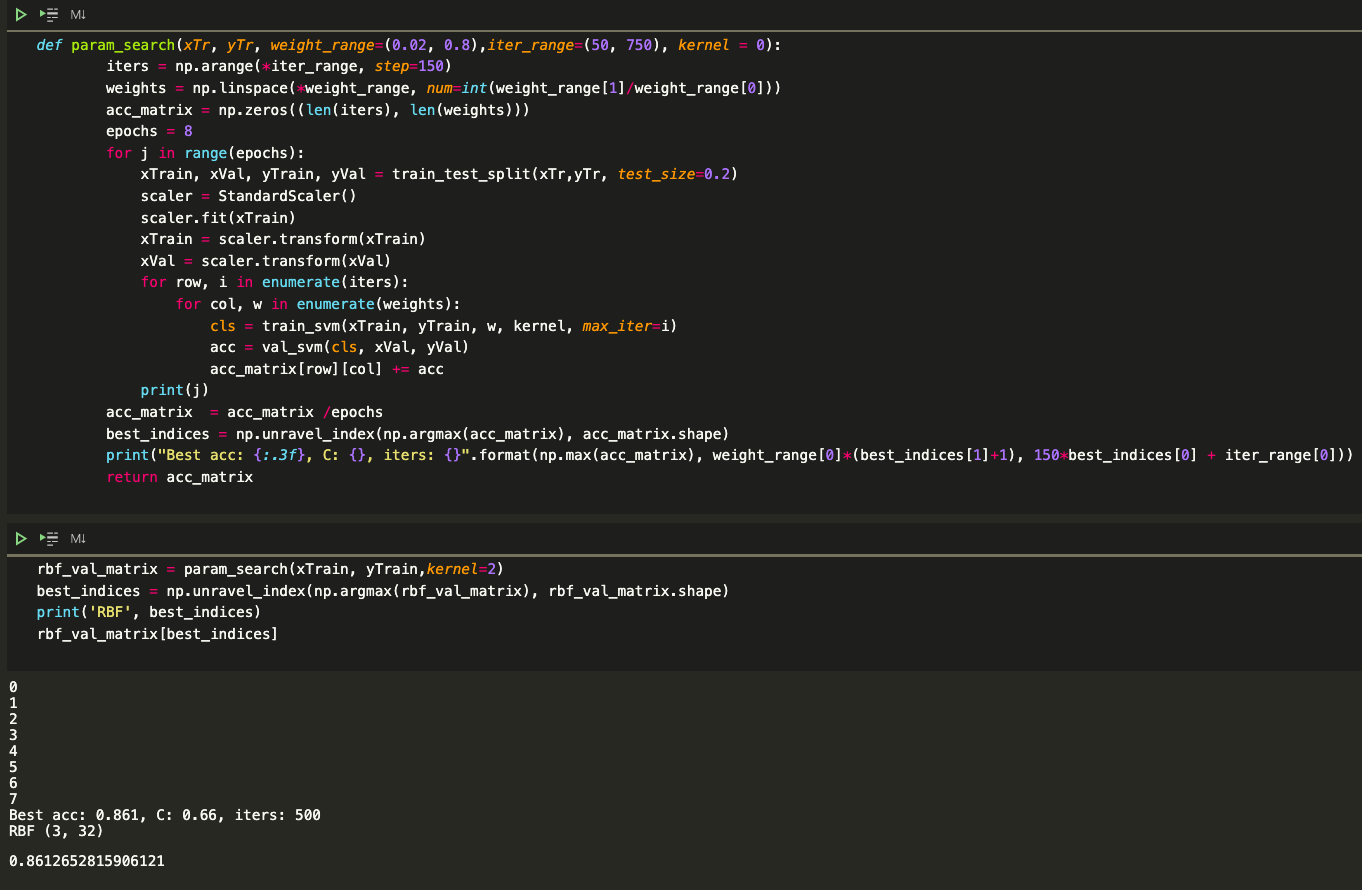 M↓
def param_search(xTr, yTr, weight_range=(0.02, 0.8),iter_range=(50, 750), kernel = 0):
        iters = np.arange(*iter_range, step=150)
        weights = np.linspace(*weight_range, num=int(weight_range[1]/weight_range[0]))
        acc_matrix = np.zeros((len(iters), len(weights)))
        epochs = 8
        for j in range(epochs):
            xTrain, xVal, yTrain, yVal = train_test_split(xTr,yTr, test_size=0.2)
            scaler = StandardScaler()
            scaler.fit(xTrain)
            xTrain = scaler.transform(xTrain)
            xVal = scaler.transform(xVal)
            for row, i in enumerate(iters):
                for col, w in enumerate(weights):
                    cls = train_svm(xTrain, yTrain, w, kernel, max_iter=i)
                    acc = val_svm(cls, xVal, yVal)
                    acc_matrix[row][col] += acc
            print(j)
        acc_matrix  = acc_matrix /epochs
        best_indices = np.unravel_index(np.argmax(acc_matrix), acc_matrix.shape)
        print("Best acc: {:.3f}, C: {}, iters: {}".format(np.max(acc_matrix), weight_range[0]*(best_indices[1]+1), 150*best_indices[0] + iter_range[0]))
        return acc_matrix
M↓
rbf_val_matrix = param_search(xTrain, yTrain,kernel=2)
best_indices = np.unravel_index(np.argmax(rbf_val_matrix), rbf_val_matrix.shape)
print('RBF', best_indices)
rbf_val_matrix[best_indices]
0
1
2
3
4
5
6
7
Best acc: 0.861, C: 0.66, iters: 500
RBF (3, 32)
0.8612652815906121